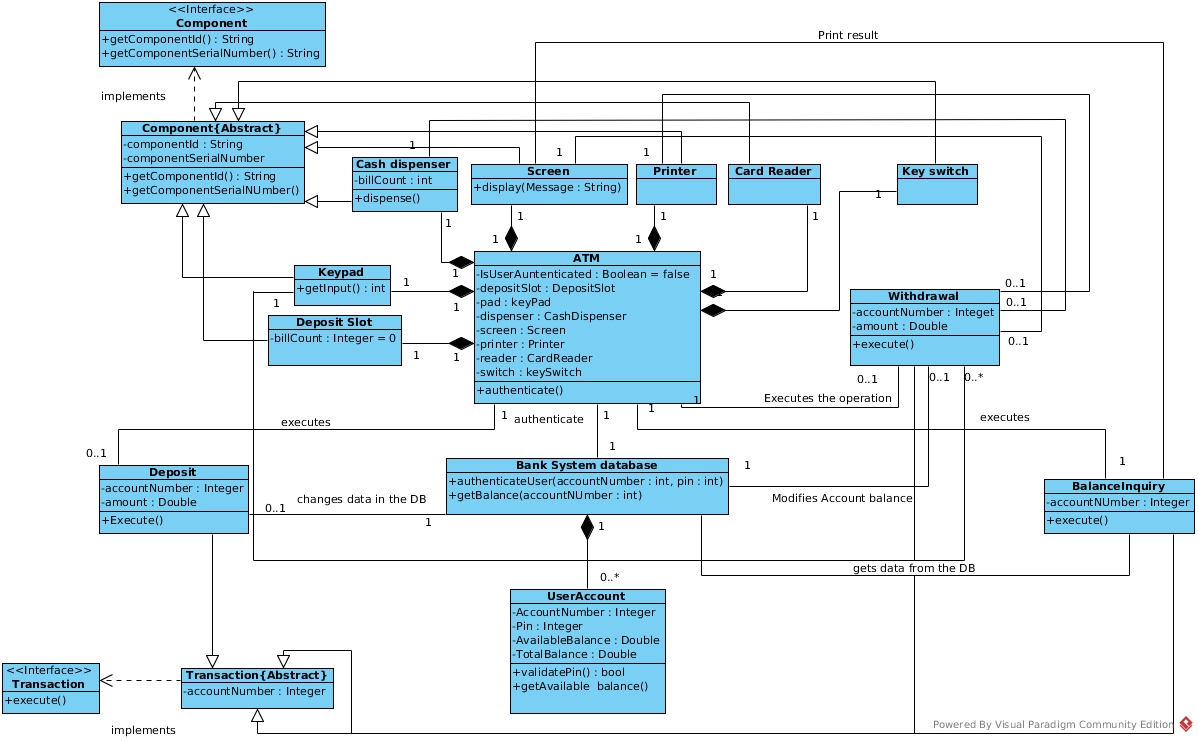 <<Interface>>
Component
+getComponentId() : String
+getComponentSerialNumber() : String
Print result
implements
Component{Abstract}
-componentId : String
-componentSerialNumber
+getComponentId() : String
+getComponentSerialNUmber()
1
Cash dispenser
-billCount : int
+dispense()
1
Screen
+display(Message : String)
1
Printer
Card Reader
Key switch
1
1
1
1
1
1
1
ATM
-IsUserAuntenticated : Boolean = false
-depositSlot : DepositSlot
-pad : keyPad
-dispenser : CashDispenser
-screen : Screen
-printer : Printer
-reader : CardReader
-switch : keySwitch
+authenticate()
1
1
1
Keypad
+getInput() : int
1
1
1
Deposit Slot
-billCount : Integer = 0
1
1
Withdrawal
-accountNumber : Integet
-amount : Double
+execute()
0..1
0..1
0..1
0..1
0..1
0..*
Executes the operation
1
1
1
1
authenticate
executes
executes
0..1
1
1
1
Deposit
-accountNumber : Integer
-amount : Double
+Execute()
Bank System database
+authenticateUser(accountNumber : int, pin : int)
+getBalance(accountNUmber : int)
BalanceInquiry
-accountNUmber : Integer
+execute()
changes data in the DB
0..1
1
Modifies Account balance
1
gets data from the DB
0..*
UserAccount
-AccountNumber : Integer
-Pin : Integer
-AvailableBalance : Double
-TotalBalance : Double
+validatePin() : bool
+getAvailable balance()
<<Interface>>
Transaction
+execute()
Transaction{Abstract}
-accountNumber : Integer
implements
Powered By Visual Paradigm Community Edition